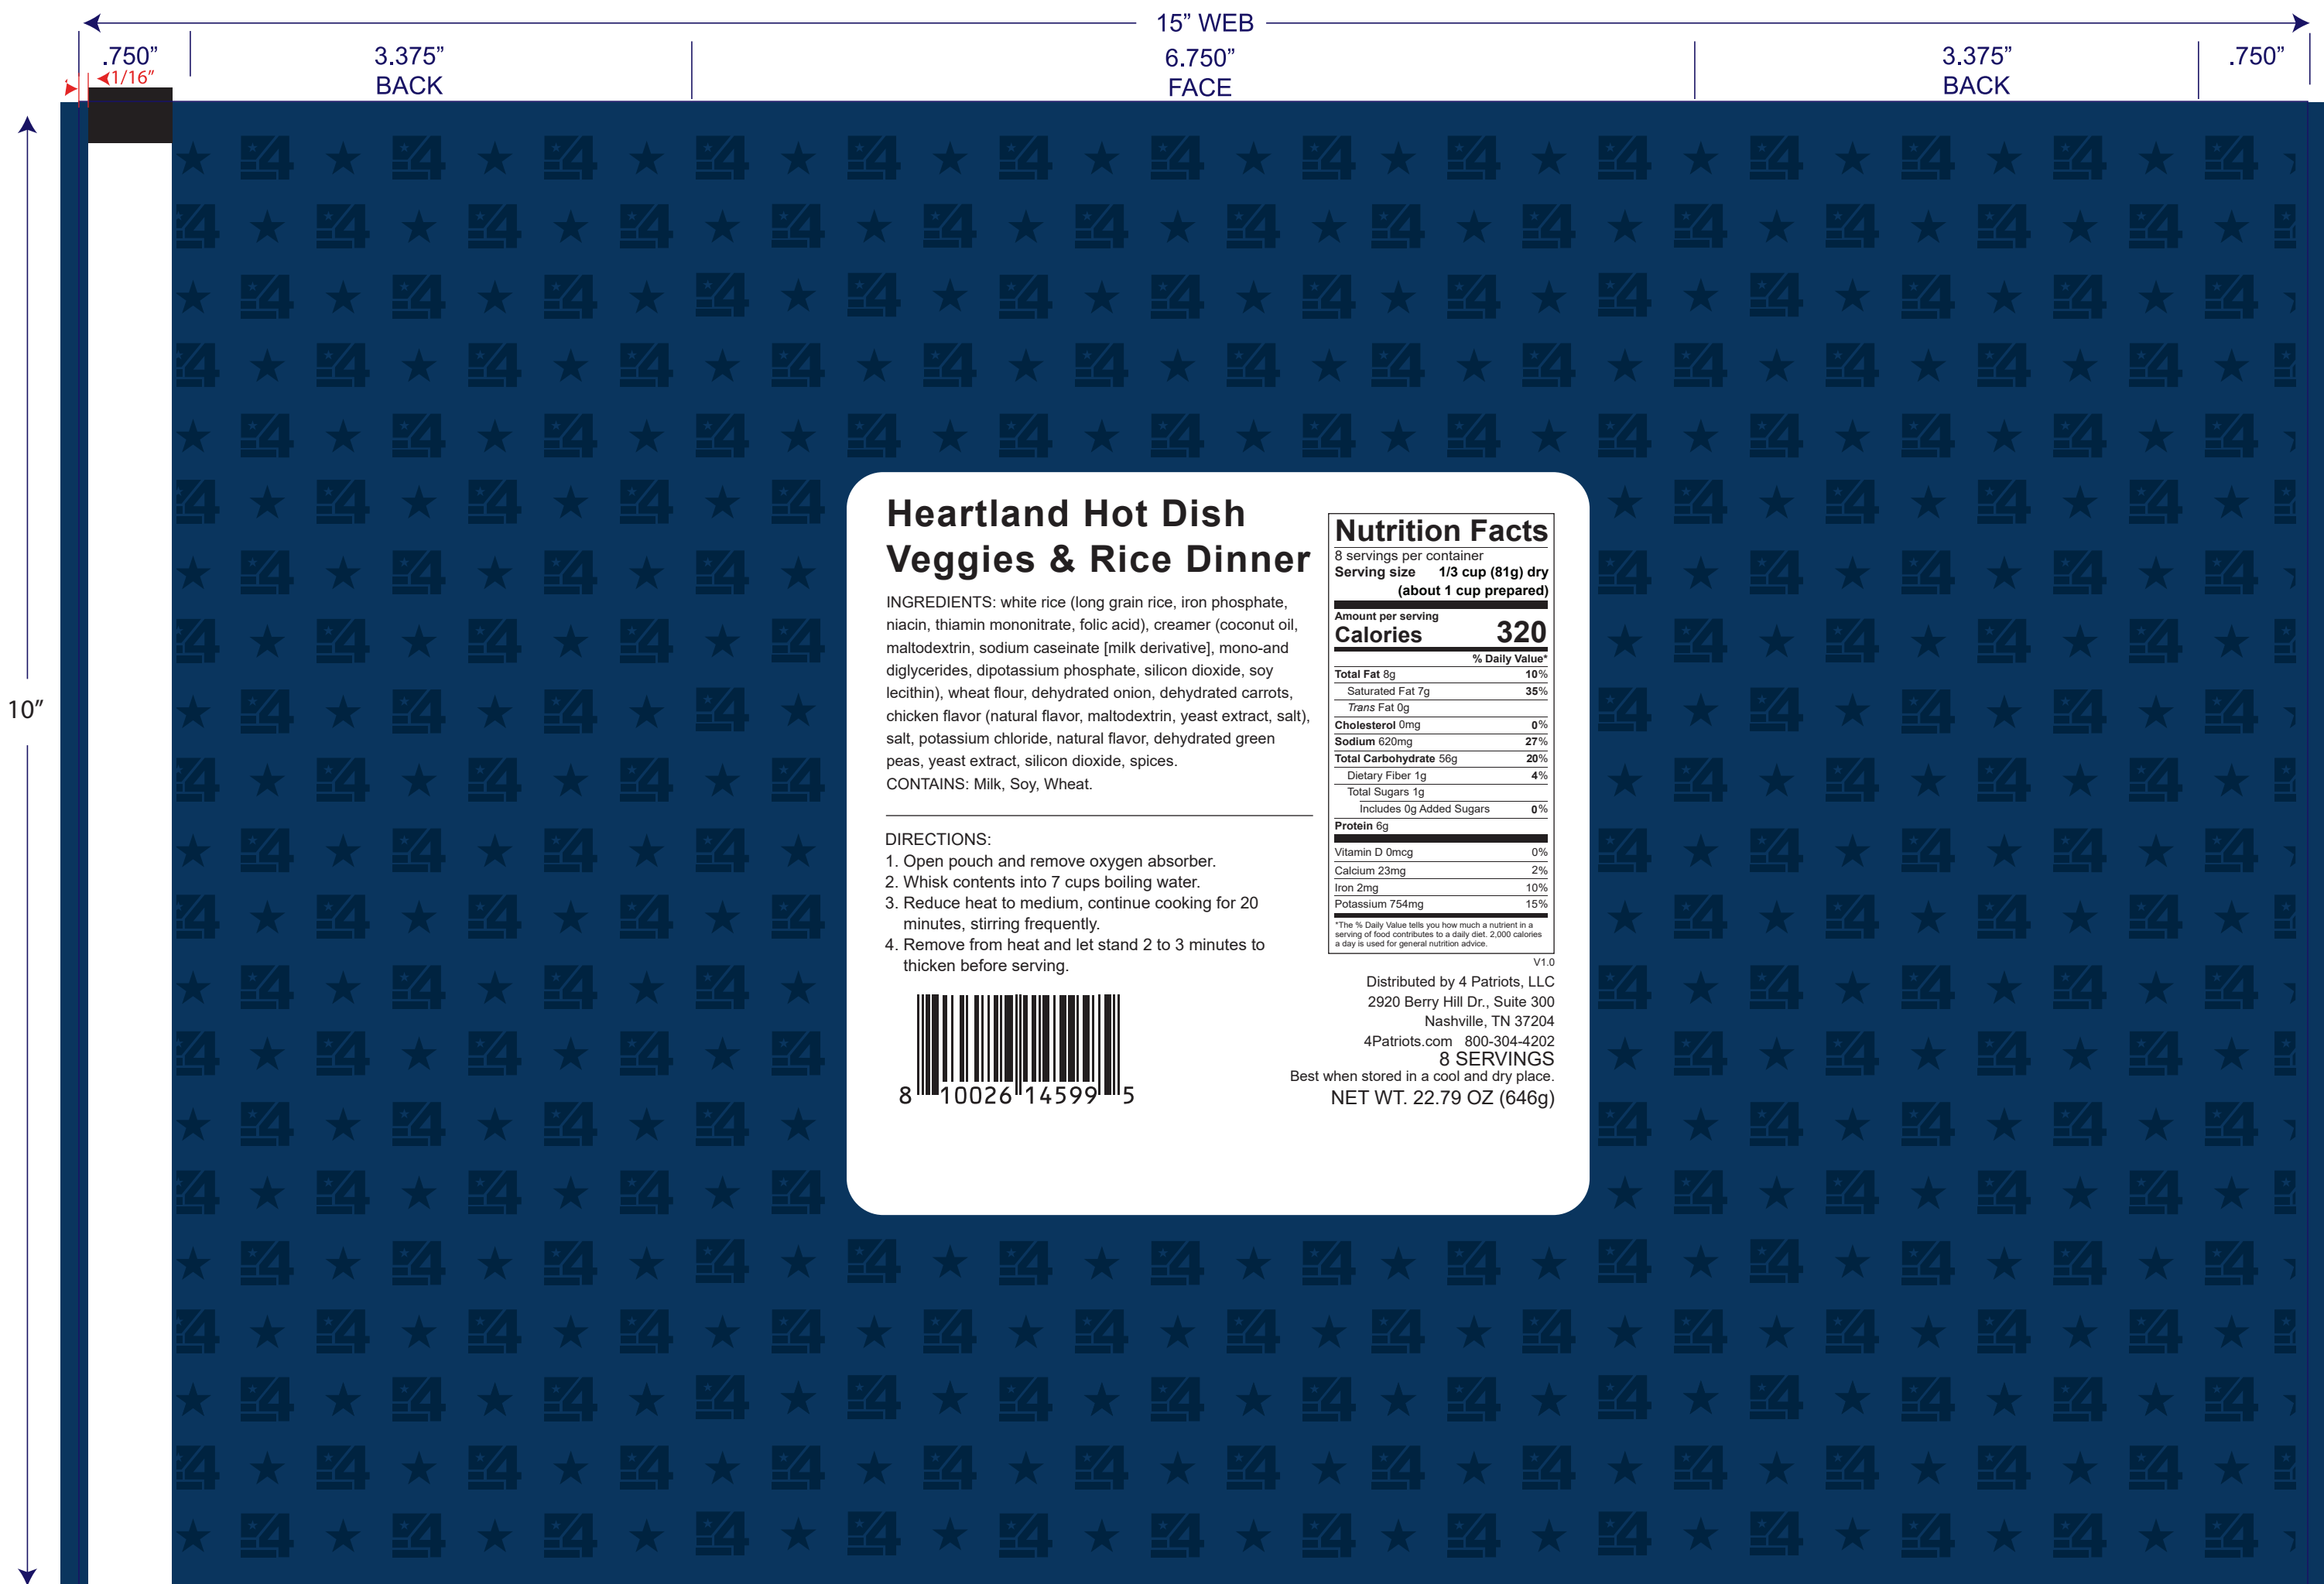 15” WEB
.750” 3.375” 6.750” 3.375” .750”
1/16”
BACK FACE BACK
10”
Heartland Hot Dish
Veggies & Rice Dinner
INGREDIENTS: white rice (long grain rice, iron phosphate,
niacin, thiamin mononitrate, folic acid), creamer (coconut oil,
maltodextrin, sodium caseinate [milk derivative], mono-and
diglycerides, dipotassium phosphate, silicon dioxide, soy
lecithin), wheat flour, dehydrated onion, dehydrated carrots,
chicken flavor (natural flavor, maltodextrin, yeast extract, salt),
salt, potassium chloride, natural flavor, dehydrated green
peas, yeast extract, silicon dioxide, spices.
CONTAINS: Milk, Soy, Wheat.
DIRECTIONS:
1. Open pouch and remove oxygen absorber.
2. Whisk contents into 7 cups boiling water.
3. Reduce heat to medium, continue cooking for 20
minutes, stirring frequently.
4. Remove from heat and let stand 2 to 3 minutes to
thicken before serving.
8 10026 14599 5
Nutrition Facts
8 servings per container
Serving size 1/3 cup (81g) dry
(about 1 cup prepared)
Amount per serving
Calories 320
% Daily Value*
Total Fat 8g 10%
Saturated Fat 7g 35%
Trans Fat 0g
Cholesterol 0mg 0%
Sodium 620mg 27%
Total Carbohydrate 56g 20%
Dietary Fiber 1g 4%
Total Sugars 1g
Includes 0g Added Sugars 0%
Protein 6g
Vitamin D 0mcg 0%
Calcium 23mg 2%
Iron 2mg 10%
Potassium 754mg 15%
*The % Daily Value tells you how much a nutrient in a
serving of food contributes to a daily diet. 2,000 calories
a day is used for general nutrition advice.
V1.0
Distributed by 4 Patriots, LLC
2920 Berry Hill Dr., Suite 300
Nashville, TN 37204
4Patriots.com 800-304-4202
8 SERVINGS
Best when stored in a cool and dry place.
NET WT. 22.79 OZ (646g)